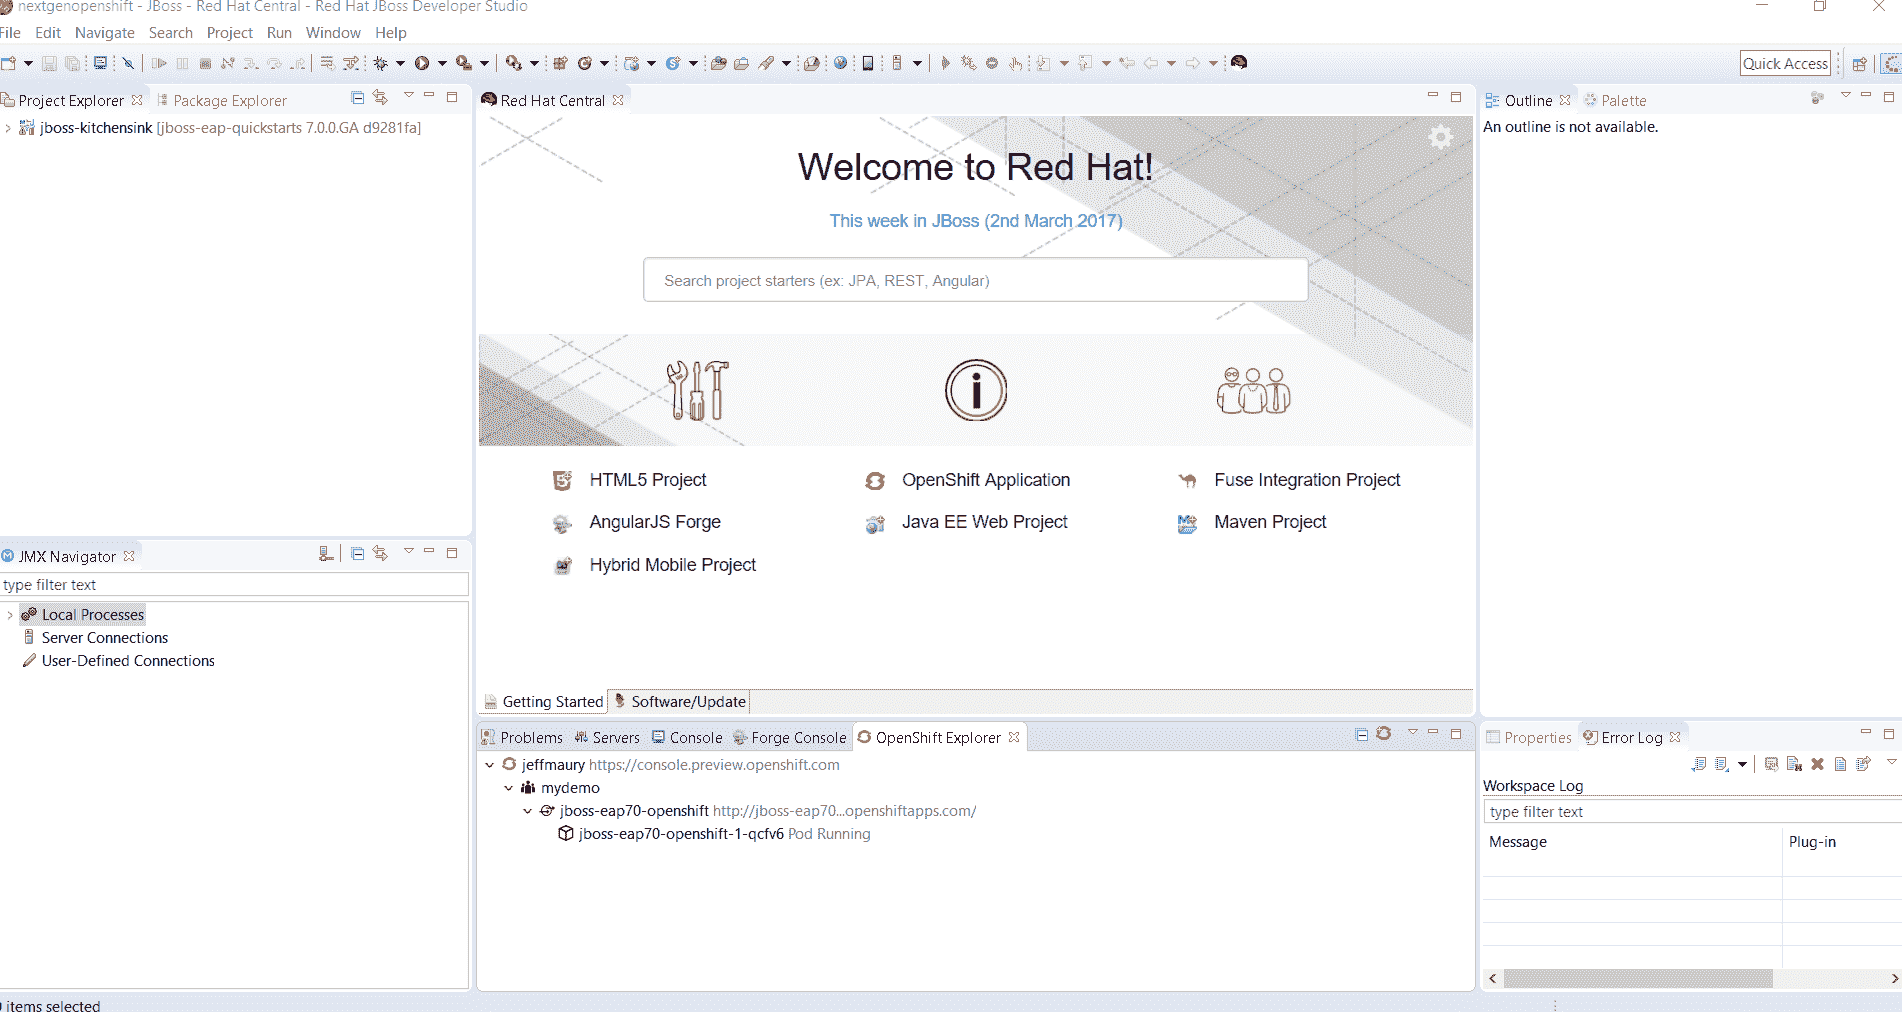 nextgenopenshift - JBoss - Red Hat Central - Red Hat JBoss Developer Studio
File Edit Navigate Search Project Run Window Help
Quick Access
Project Explorer Package Explorer
jboss-kitchensink [jboss-eap-quickstarts 7.0.0.GA d9281fa]
Red Hat Central
Welcome to Red Hat!
This week in JBoss (2nd March 2017)
Search project starters (ex: JPA, REST, Angular)
HTML5 Project OpenShift Application Fuse Integration Project
AngularJS Forge Java EE Web Project Maven Project
Hybrid Mobile Project
Getting Started Software/Update
Outline Palette
An outline is not available.
JMX Navigator
type filter text
Local Processes
Server Connections
User-Defined Connections
Problems Servers Console Forge Console OpenShift Explorer
jeffmaury https://console.preview.openshift.com
mydemo
jboss-eap70-openshift http://jboss-eap70...openshiftapps.com/
jboss-eap70-openshift-1-qcfv6 Pod Running
Properties Error Log
Workspace Log
type filter text
Message Plug-in
items selected